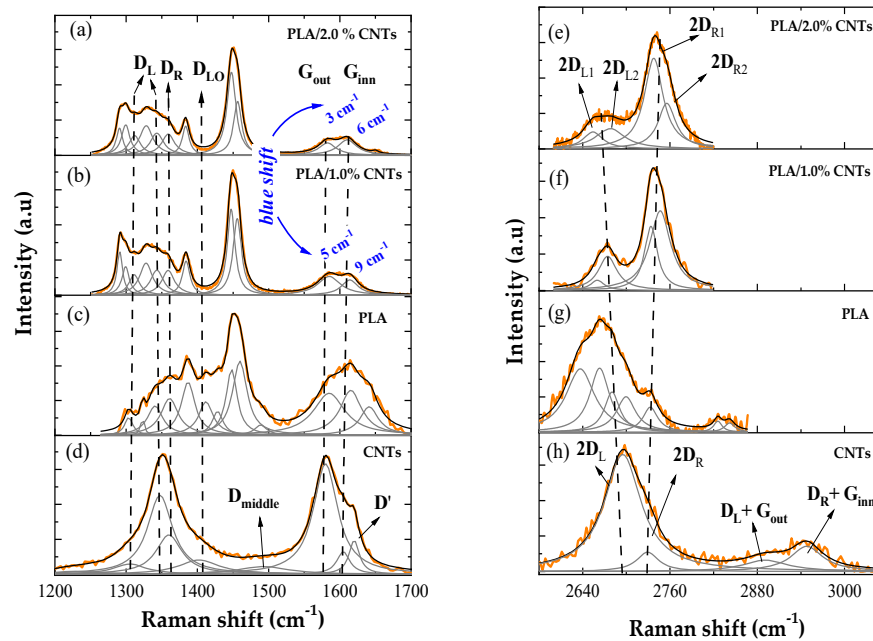 (a)
PLA/2.0 % CNTs
D_L
D_R
D_LO
G_out
G_inn
3 cm⁻¹
6 cm⁻¹
blue shift
(b)
PLA/1.0% CNTs
5 cm⁻¹
9 cm⁻¹
(c)
PLA
(d)
CNTs
D_middle
D'
Intensity (a.u)
1200
1300
1400
1500
1600
1700
Raman shift (cm⁻¹)
(e)
PLA/2.0% CNTs
2D_R1
2D_L1
2D_L2
2D_R2
(f)
PLA/1.0% CNTs
(g)
PLA
(h)
CNTs
2D_L
2D_R
D_L+ G_out
D_R+ G_inn
Intensity (a.u)
2640
2760
2880
3040
Raman shift (cm⁻¹)